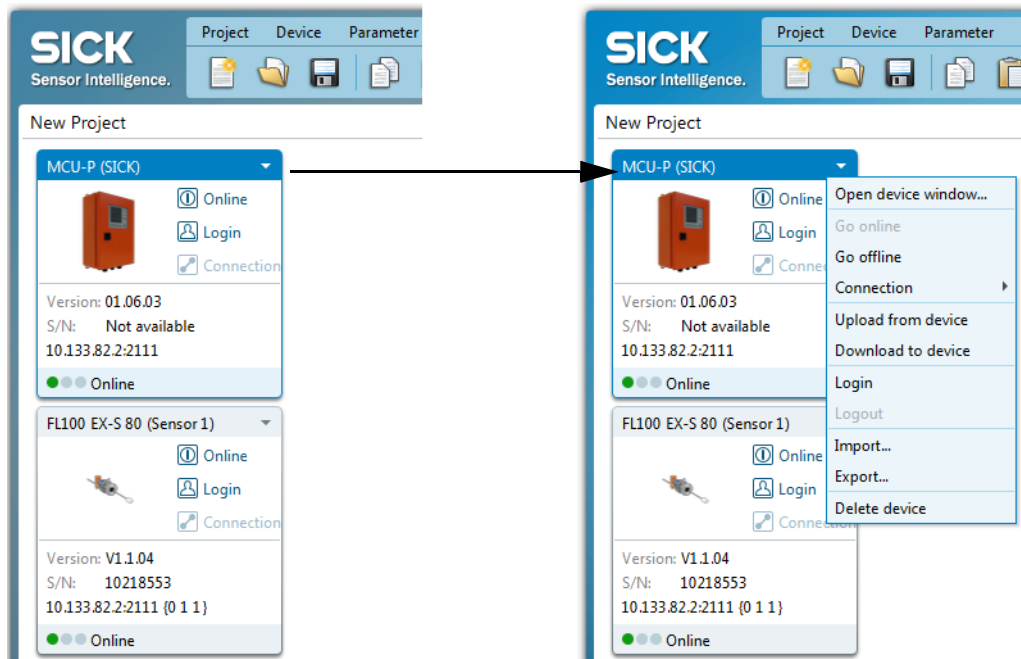 SICK
Sensor Intelligence.
Project Device Parameter
New Project
MCU-P (SICK)
Online
Login
Connection
Version: 01.06.03
S/N: Not available
10.133.82.2:2111
Online
FL100 EX-S 80 (Sensor 1)
Online
Login
Connection
Version: V1.1.04
S/N: 10218553
10.133.82.2:2111 {0 1 1}
Online
SICK
Sensor Intelligence.
Project Device Parameter
New Project
MCU-P (SICK)
Online
Login
Connec
Version: 01.06.03
S/N: Not available
10.133.82.2:2111
Online
Open device window...
Go online
Go offline
Connection
Upload from device
Download to device
Login
Logout
Import...
Export...
Delete device
FL100 EX-S 80 (Sensor 1)
Online
Login
Connection
Version: V1.1.04
S/N: 10218553
10.133.82.2:2111 {0 1 1}
Online